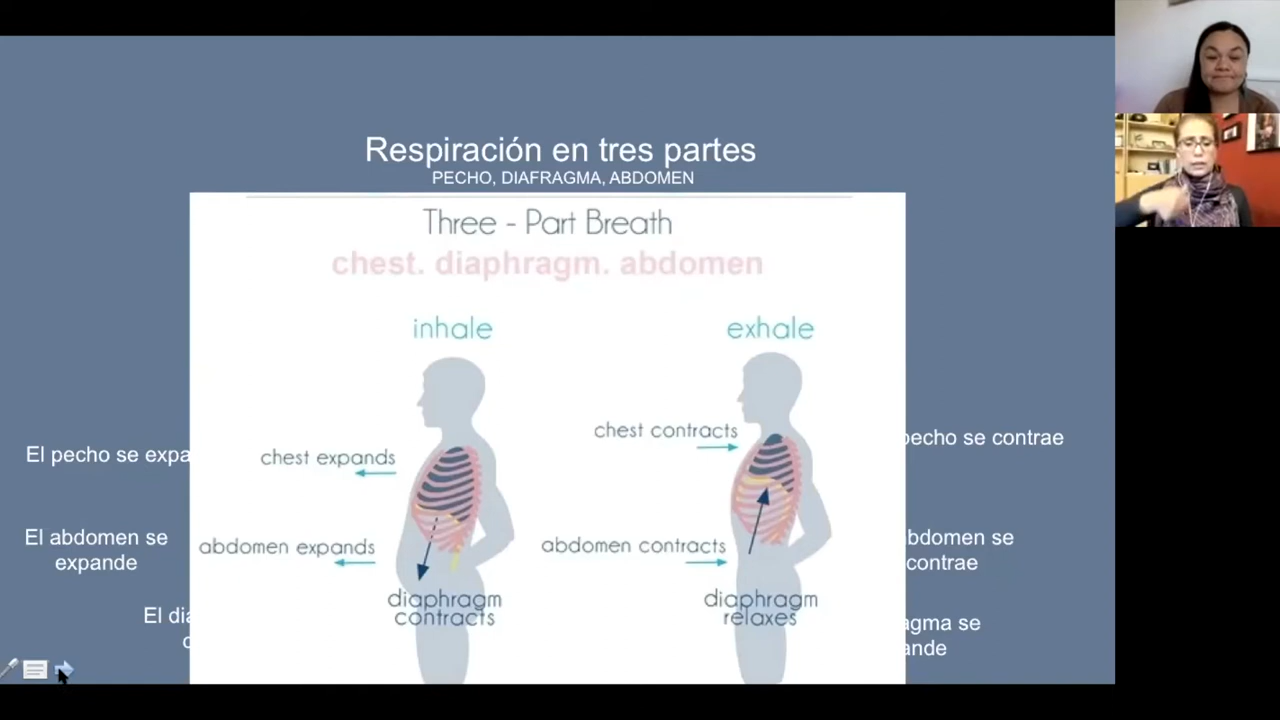 Respiración en tres partes
PECHO, DIAFRAGMA, ABDOMEN
Three - Part Breath
chest. diaphragm. abdomen
inhale
exhale
chest contracts
pecho se contrae
El pecho se expa
chest expands
El abdomen se
expande
abdomen expands
abdomen contracts
bdomen se
contrae
diaphragm
contracts
diaphragm
relaxes
El dia
agma se
ande